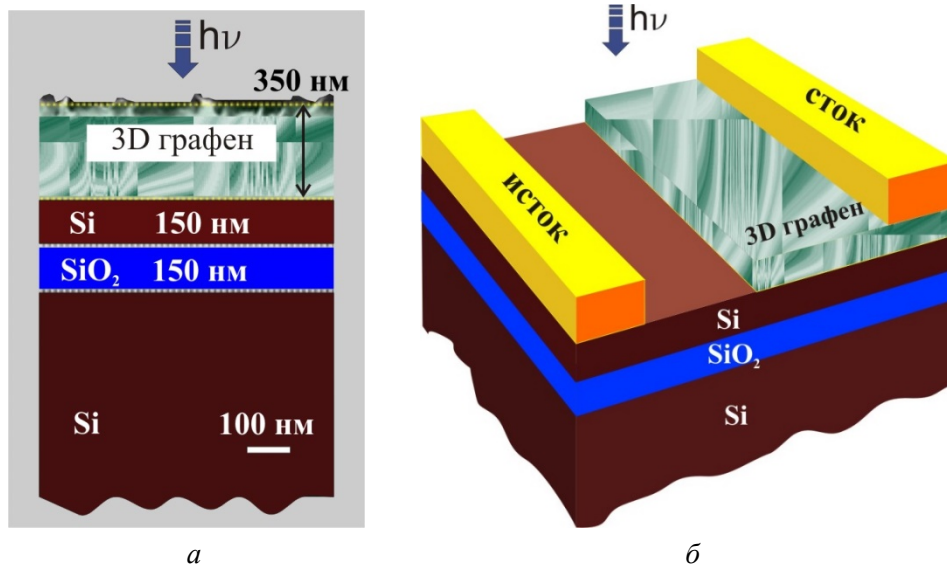 hν
350 нм
3D графен
Si 150 нм
SiO₂ 150 нм
Si
100 нм
а
hν
сток
исток
3D графен
Si
SiO₂
Si
б